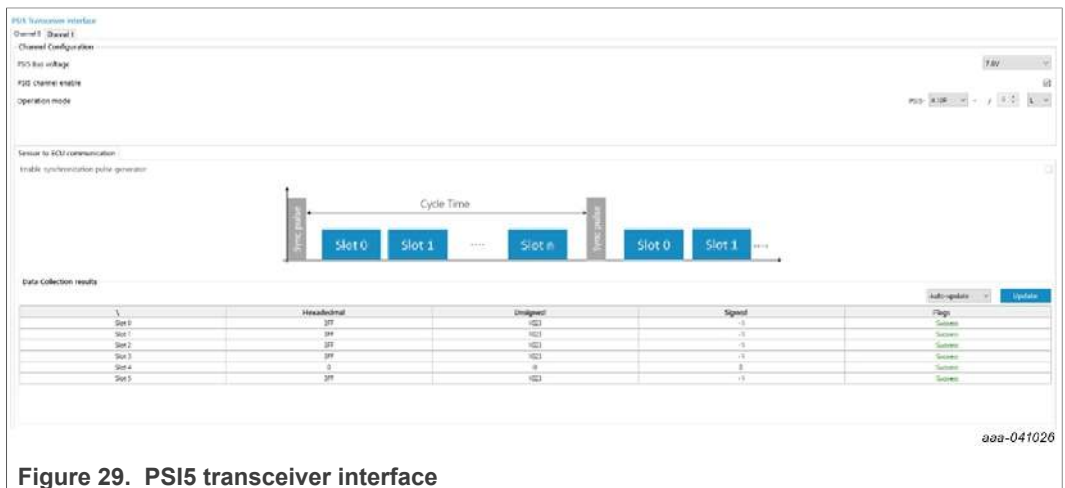 PSI5 Transceiver interface
Channel 0 Channel 1
Channel Configuration
PSI5 Bus voltage 7.6V
PSI5 channel enable
Operation mode PSI5- A10P - / L
Sensor to ECU communication
Enable synchronization pulse generator
Cycle Time
Sync pulse Slot 0 Slot 1 .... Slot n Sync pulse Slot 0 Slot 1 ....
Data Collection results
Auto-update Update
\ Hexadecimal Unsigned Signed Flags
Slot 0 3FF 1023 -1 Success
Slot 1 3FF 1023 -1 Success
Slot 2 3FF 1023 -1 Success
Slot 3 3FF 1023 -1 Success
Slot 4 0 0 0 Success
Slot 5 3FF 1023 -1 Success
aaa-041026
Figure 29. PSI5 transceiver interface